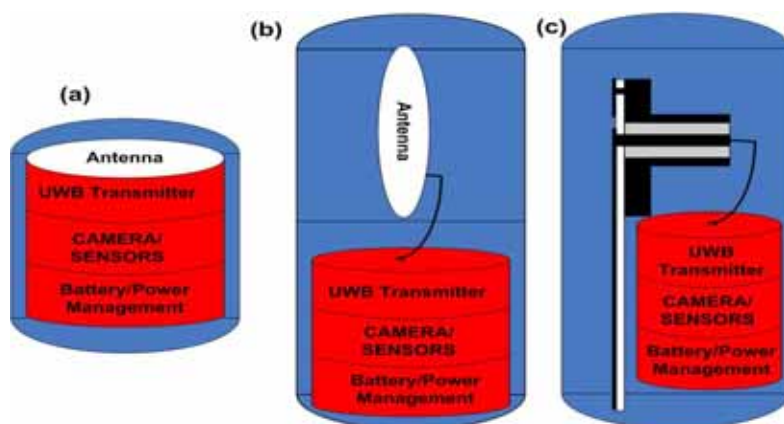 (a)
Antenna
UWB Transmitter
CAMERA/
SENSORS
Battery/Power
Management
(b)
Antenna
UWB Transmitter
CAMERA/
SENSORS
Battery/Power
Management
(c)
UWB
Transmitter
CAMERA/
SENSORS
Battery/Power
Management